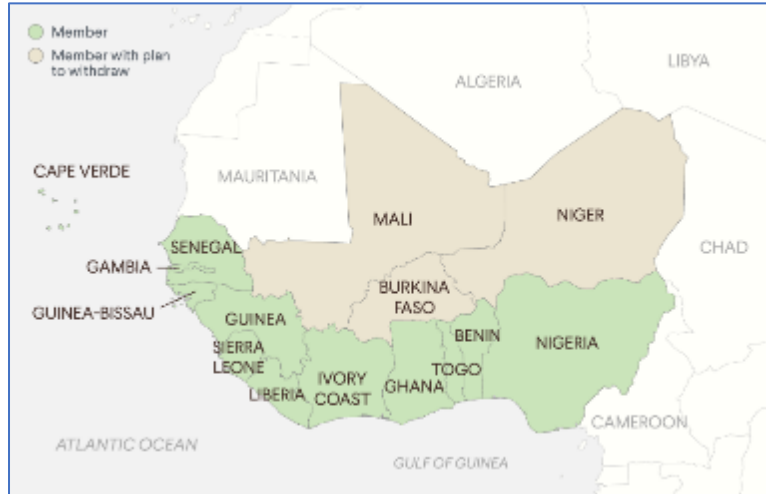 Member
Member with plan
to withdraw
LIBYA
ALGERIA
CAPE VERDE
MAURITANIA
MALI
NIGER
SENEGAL
CHAD
GAMBIA
BURKINA
FASO
GUINEA-BISSAU
GUINEA
BENIN
NIGERIA
SIERRA
LEONE
TOGO
IVORY
COAST
GHANA
LIBERIA
CAMEROON
ATLANTIC OCEAN
GULF OF GUINEA